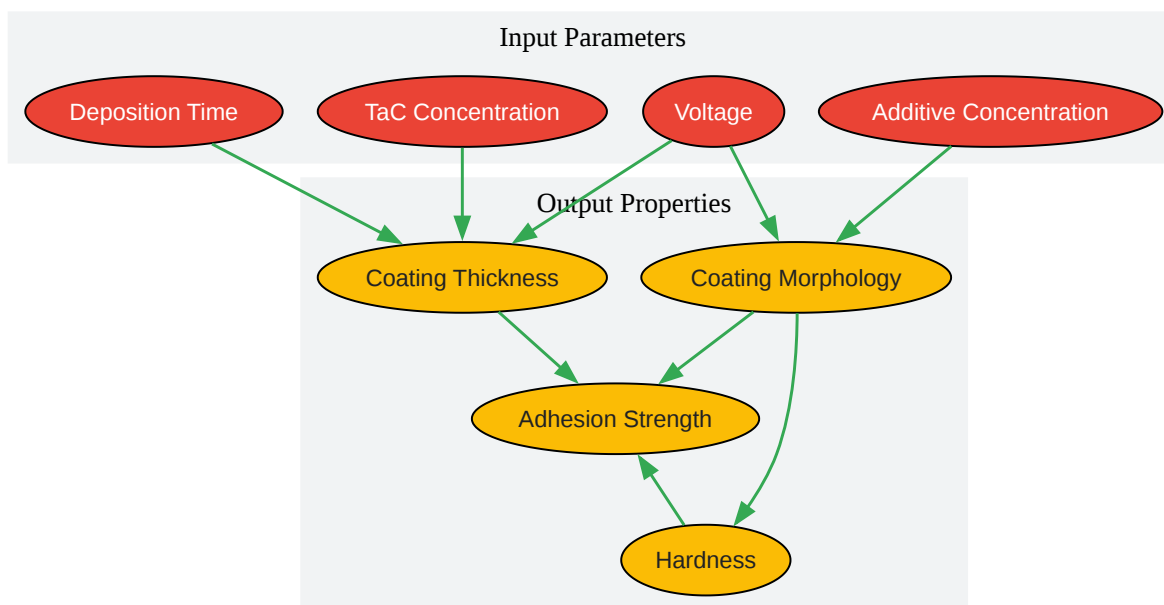 Input Parameters
Deposition Time
TaC Concentration
Voltage
Additive Concentration
Output Properties
Coating Thickness
Coating Morphology
Adhesion Strength
Hardness